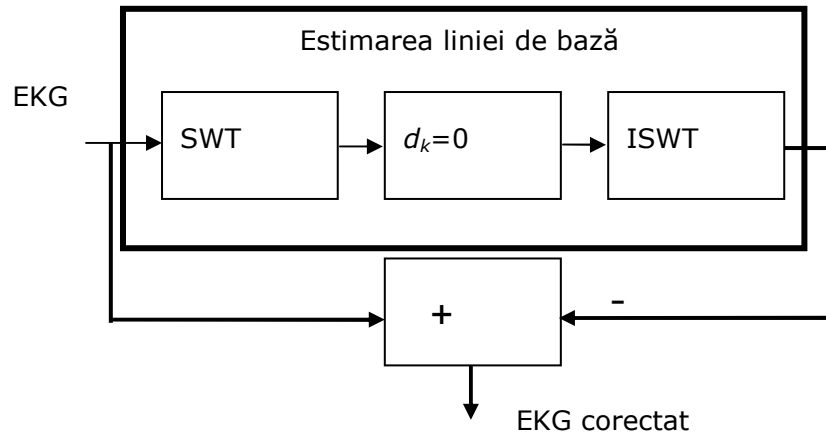 Estimarea liniei de bază
EKG
SWT
d_k=0
ISWT
+
-
EKG corectat